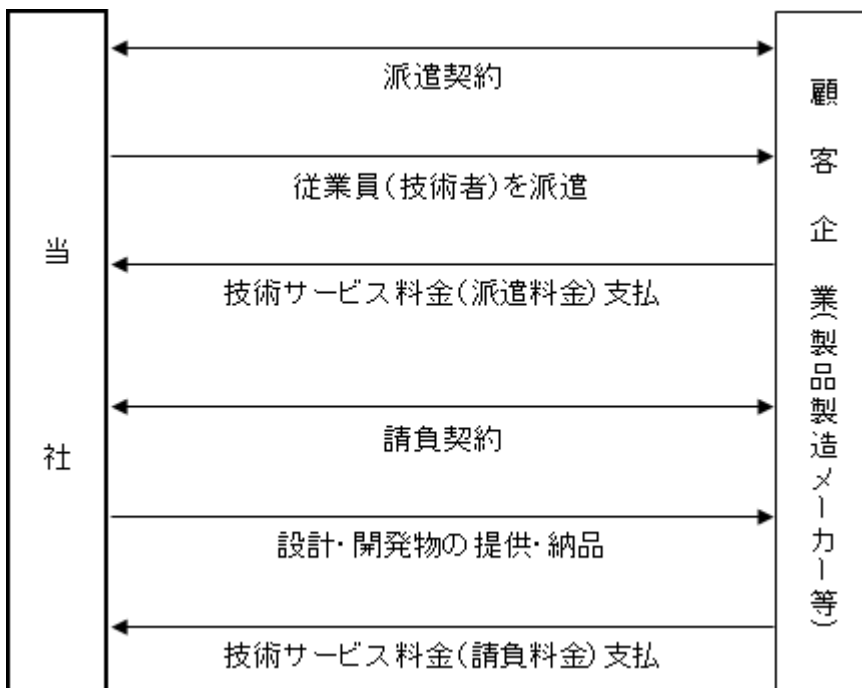 当社
派遣契約
従業員(技術者)を派遣
技術サービス料金(派遣料金)支払
請負契約
設計・開発物の提供・納品
技術サービス料金(請負料金)支払
顧客企業(製品製造メーカー等)